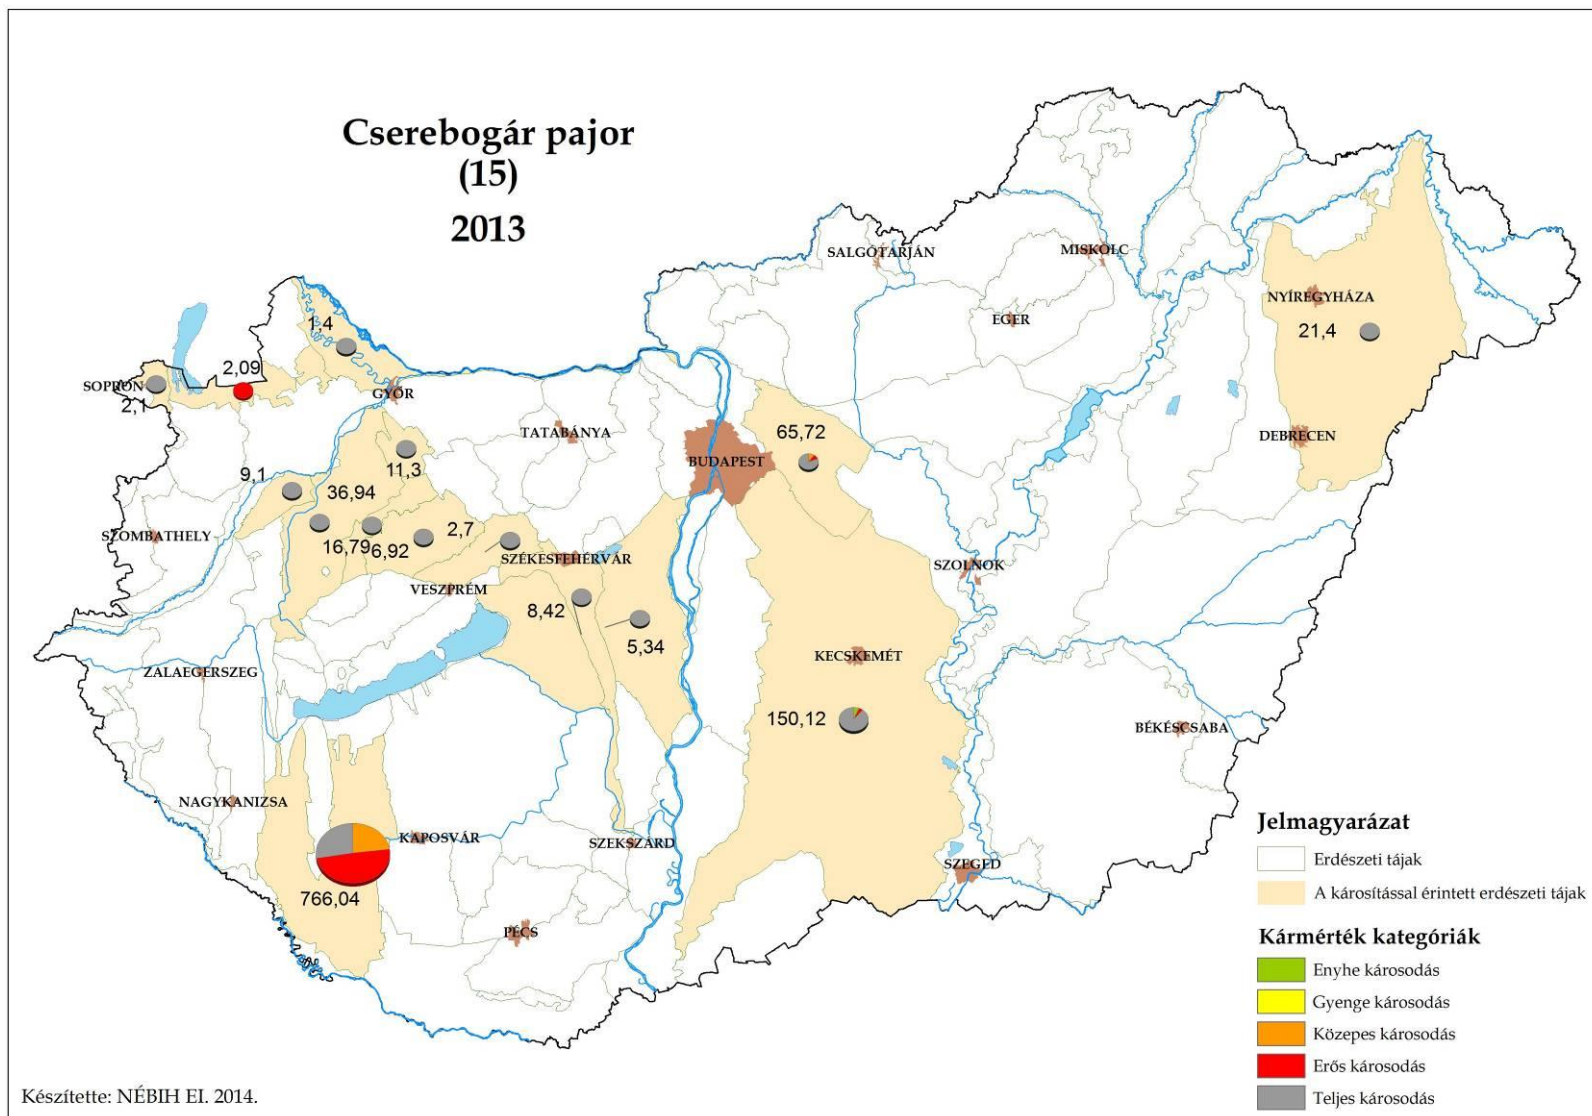 Cserebogár pajor
(15)
2013
SALGÓTARJÁN
MISKOLC
EGER
NYÍREGYHÁZA
21,4
1,4
2,09
SOPRON
2,1
GYŐR
TATABÁNYA
BUDAPEST
65,72
DEBRECEN
9,1
11,3
36,94
16,79
6,92
2,7
SZOMBATHELY
SZÉKESFEHÉRVÁR
VESZPRÉM
SZOLNOK
8,42
5,34
ZALAEGERSZEG
KECSKEMÉT
150,12
BÉKÉSCSABA
NAGYKANIZSA
KAPOSVÁR
SZEKSZÁRD
766,04
SZEGED
PÉCS
Jelmagyarázat
Erdészeti tájak
A károsítással érintett erdészeti tájak
Kármérték kategóriák
Enyhe károsodás
Gyenge károsodás
Közepes károsodás
Erős károsodás
Teljes károsodás
Készítette: NÉBIH EI. 2014.